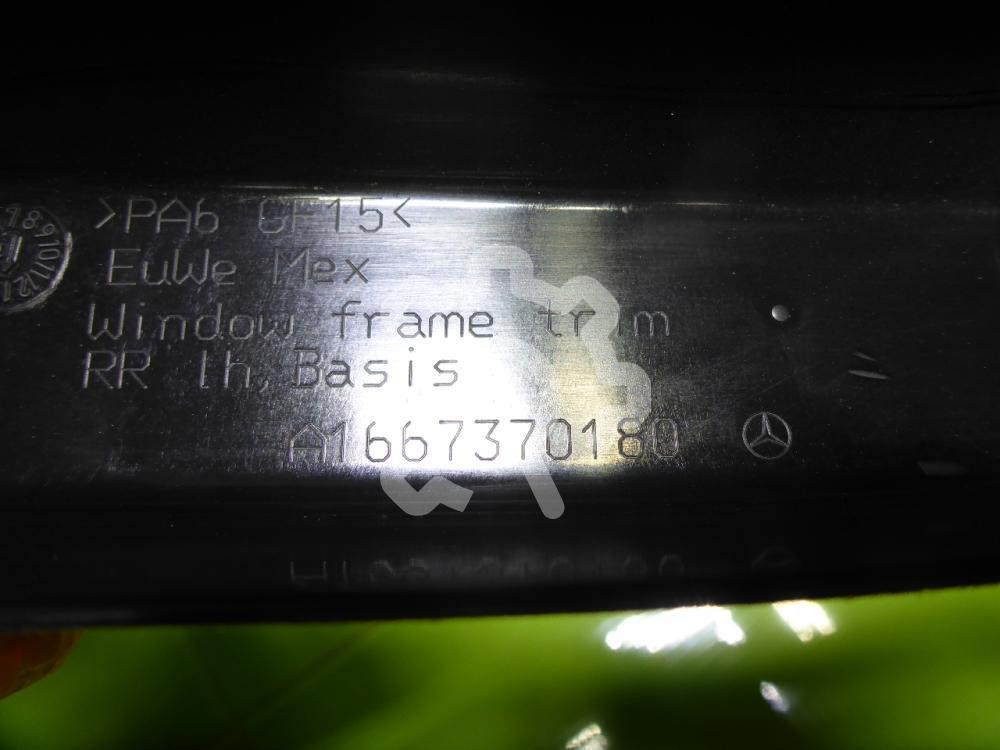 >PA6 GF15<
EuWe Mex
Window frame trim
RR lh, Basis
A1667370180